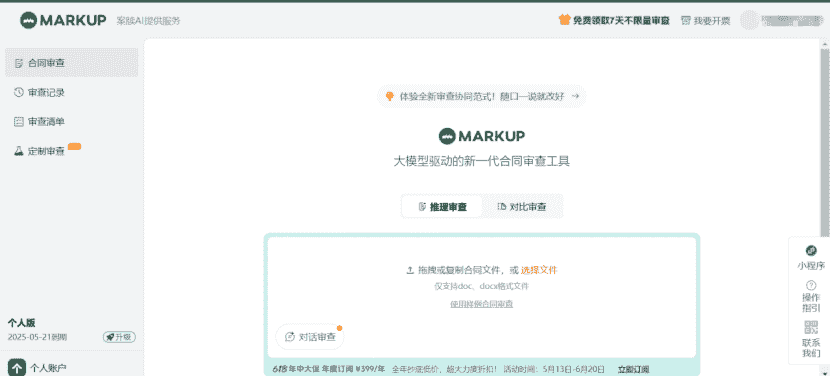 MARKUP 案牍AI提供服务 免费领取7天不限量审查 我要开票
合同审查
审查记录
审查清单
定制审查
体验全新审查协同范式！随口一说就改好 →
MARKUP
大模型驱动的新一代合同审查工具
推理审查 对比审查
拖拽或复制合同文件，或 选择文件
仅支持doc、docx格式文件
使用样例合同审查
对话审查
小程序
操作
指引
联系
我们
个人版
2025-05-21到期 升级
个人账户
618 年中大促 年度订阅 ¥399/年 全年抄底低价，超大力度折扣！ 活动时间：5月13日-6月20日 立即订阅